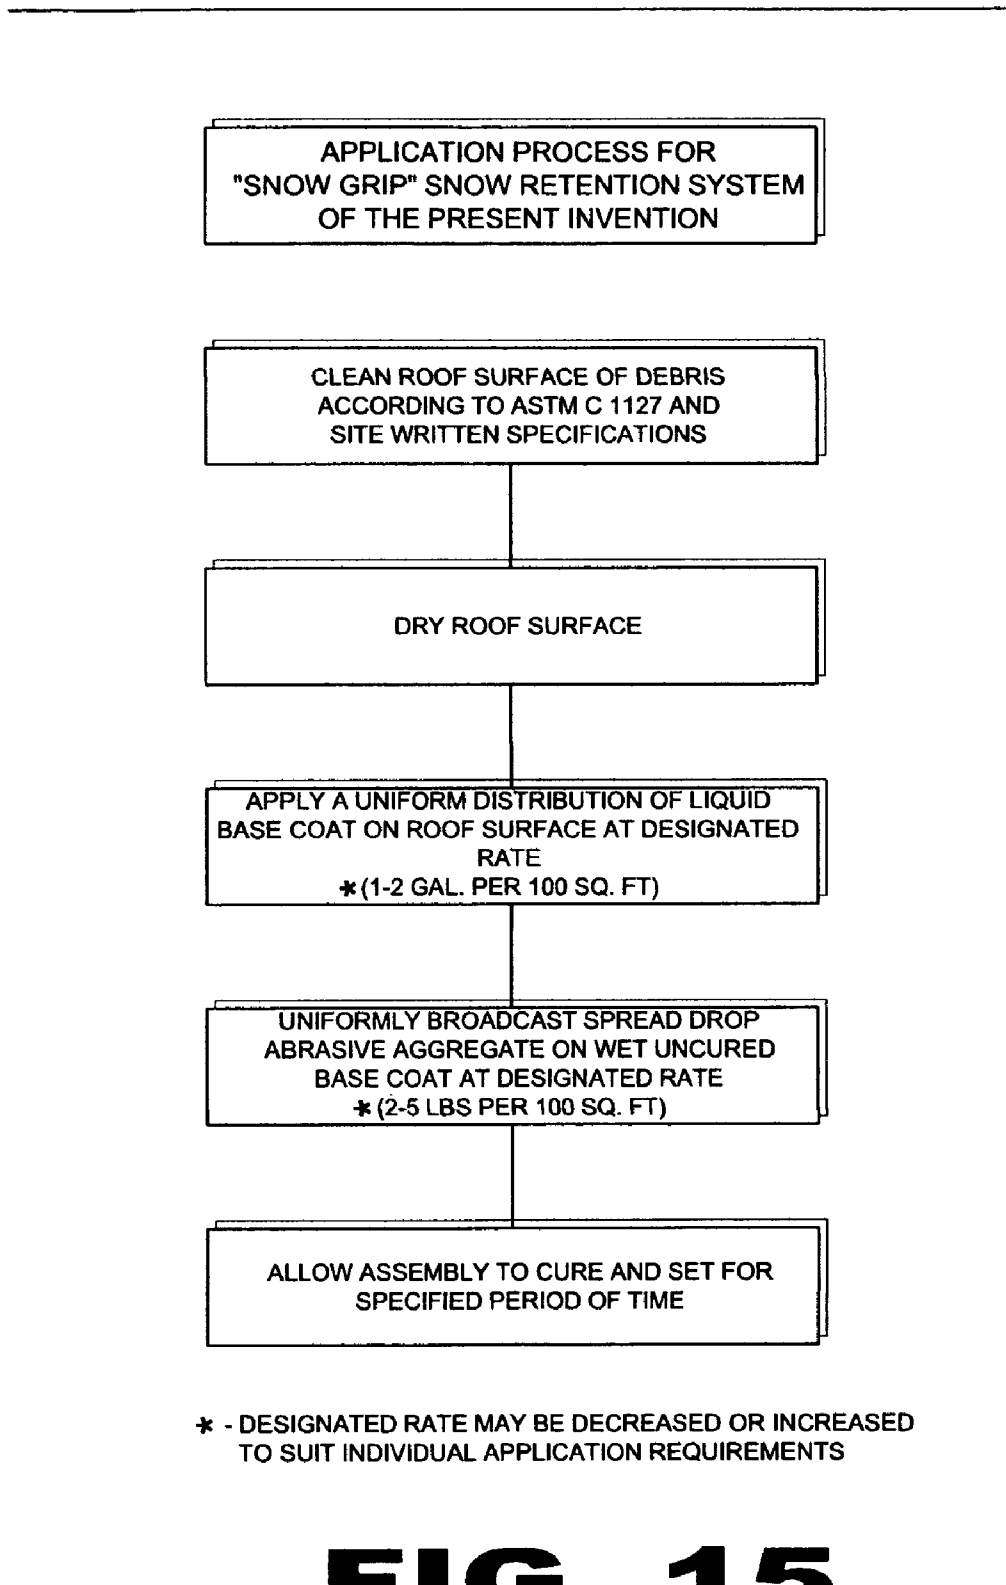 APPLICATION PROCESS FOR
"SNOW GRIP" SNOW RETENTION SYSTEM
OF THE PRESENT INVENTION
CLEAN ROOF SURFACE OF DEBRIS
ACCORDING TO ASTM C 1127 AND
SITE WRITTEN SPECIFICATIONS
DRY ROOF SURFACE
APPLY A UNIFORM DISTRIBUTION OF LIQUID
BASE COAT ON ROOF SURFACE AT DESIGNATED
RATE
*(1-2 GAL. PER 100 SQ. FT)
UNIFORMLY BROADCAST SPREAD DROP
ABRASIVE AGGREGATE ON WET UNCURED
BASE COAT AT DESIGNATED RATE
*(2-5 LBS PER 100 SQ. FT)
ALLOW ASSEMBLY TO CURE AND SET FOR
SPECIFIED PERIOD OF TIME
* - DESIGNATED RATE MAY BE DECREASED OR INCREASED
TO SUIT INDIVIDUAL APPLICATION REQUIREMENTS
FIG. 15